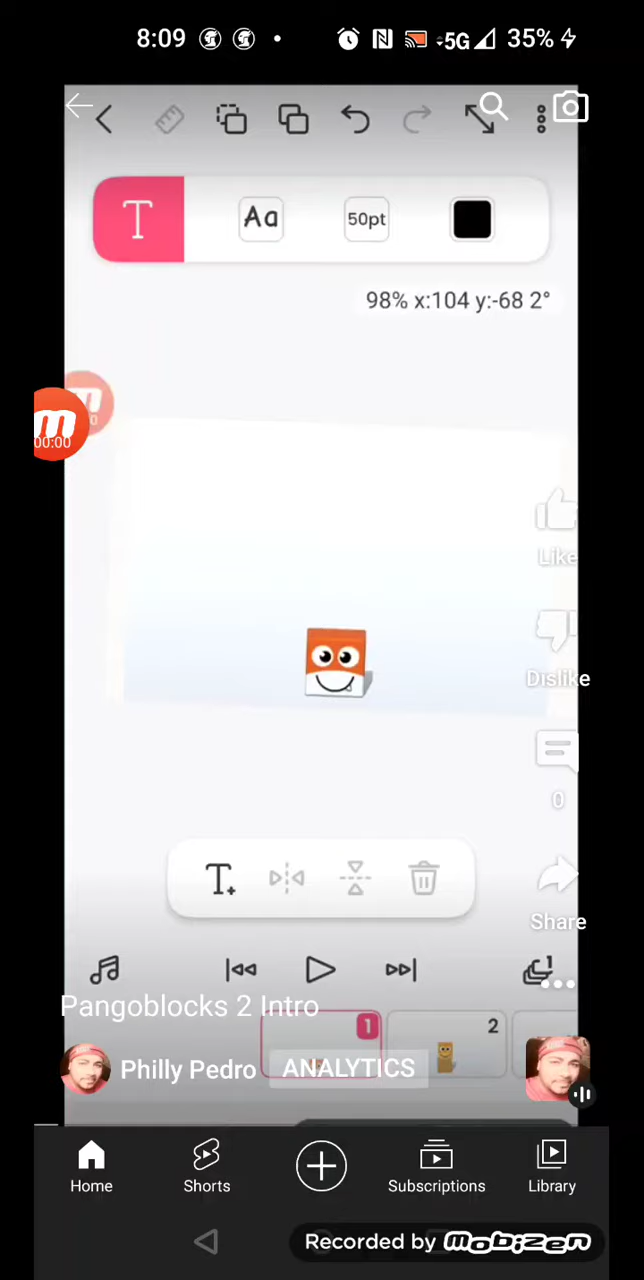 8:09
5G
35%
T
Aa
50pt
98% x:104 y:-68 2°
m
00:00
Like
Dislike
0
Share
T+
1
Pangoblocks 2 Intro
1
2
Philly Pedro
ANALYTICS
Home
Shorts
Subscriptions
Library
Recorded by mobizen